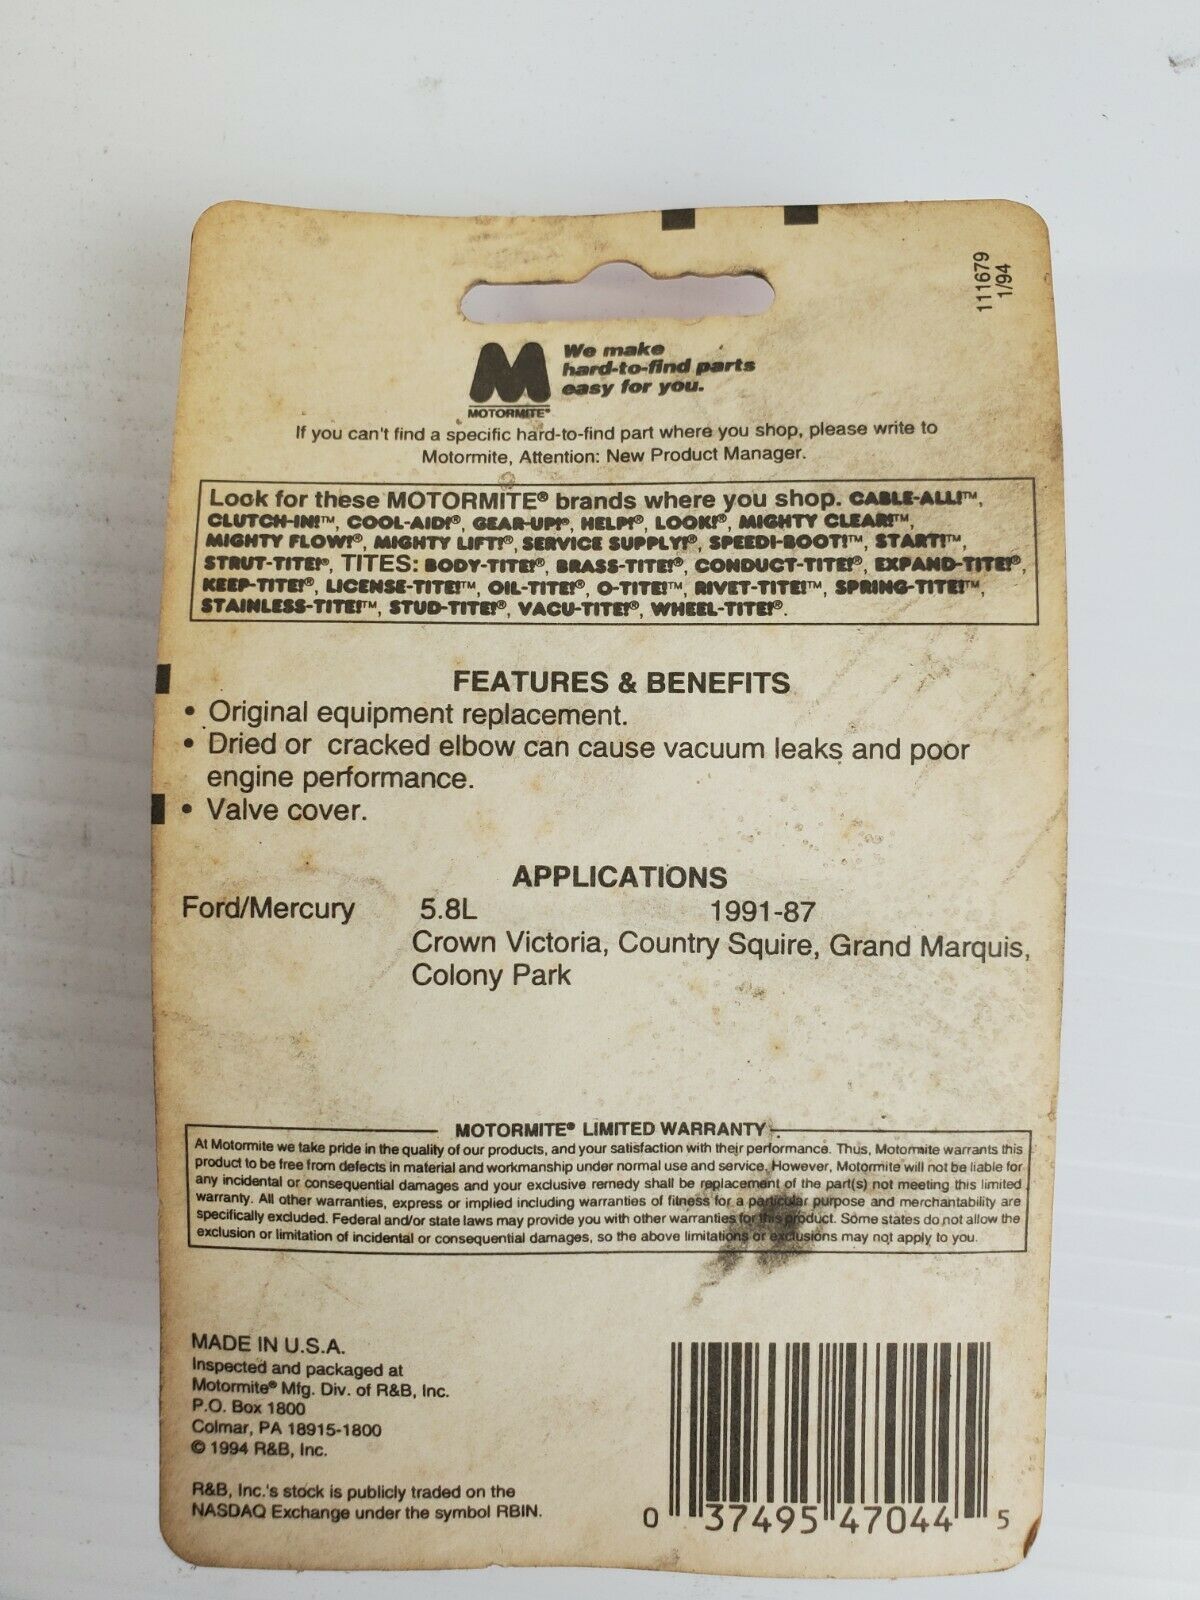 111679
1/94
We make
hard-to-find parts
easy for you.
M
MOTORMITE®
If you can't find a specific hard-to-find part where you shop, please write to
Motormite, Attention: New Product Manager.
Look for these MOTORMITE® brands where you shop. CABLE-ALL!™,
CLUTCH-IN!™, COOL-AID!®, GEAR-UP!®, HELP!®, LOOK!®, MIGHTY CLEAR!™,
MIGHTY FLOW!®, MIGHTY LIFT!®, SERVICE SUPPLY!®, SPEEDI-BOOT!™, START!™,
STRUT-TITE!®, TITES: BODY-TITE!®, BRASS-TITE!®, CONDUCT-TITE!®, EXPAND-TITE!®,
KEEP-TITE!®, LICENSE-TITE!™, OIL-TITE!®, O-TITE!™, RIVET-TITE!™, SPRING-TITE!™,
STAINLESS-TITE!™, STUD-TITE!®, VACU-TITE!®, WHEEL-TITE!®.
FEATURES & BENEFITS
• Original equipment replacement.
• Dried or cracked elbow can cause vacuum leaks and poor
engine performance.
• Valve cover.
APPLICATIONS
Ford/Mercury 5.8L 1991-87
Crown Victoria, Country Squire, Grand Marquis,
Colony Park
MOTORMITE® LIMITED WARRANTY
At Motormite we take pride in the quality of our products, and your satisfaction with their performance. Thus, Motormite warrants this
product to be free from defects in material and workmanship under normal use and service. However, Motormite will not be liable for
any incidental or consequential damages and your exclusive remedy shall be replacement of the part(s) not meeting this limited
warranty. All other warranties, express or implied including warranties of fitness for a particular purpose and merchantability are
specifically excluded. Federal and/or state laws may provide you with other warranties for this product. Some states do not allow the
exclusion or limitation of incidental or consequential damages, so the above limitations or exclusions may not apply to you.
MADE IN U.S.A.
Inspected and packaged at
Motormite® Mfg. Div. of R&B, Inc.
P.O. Box 1800
Colmar, PA 18915-1800
© 1994 R&B, Inc.
R&B, Inc.'s stock is publicly traded on the
NASDAQ Exchange under the symbol RBIN.
0 37495 47044 5